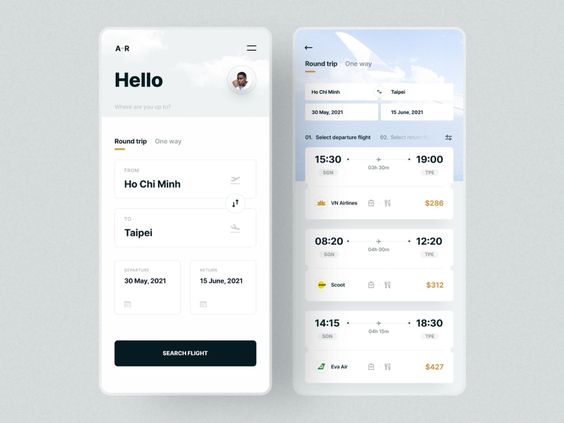 A-R
Hello
Where are you up to?
Round trip One way
FROM
Ho Chi Minh
TO
Taipei
DEPARTURE
30 May, 2021
RETURN
15 June, 2021
SEARCH FLIGHT
Round trip One way
Ho Chi Minh Taipei
30 May, 2021 15 June, 2021
01. Select departure flight 02. Select return
15:30 19:00
SGN 03h 30m TPE
VN Airlines $286
08:20 12:20
SGN 04h 00m TPE
Scoot $312
14:15 18:30
SGN 04h 15m TPE
Eva Air $427